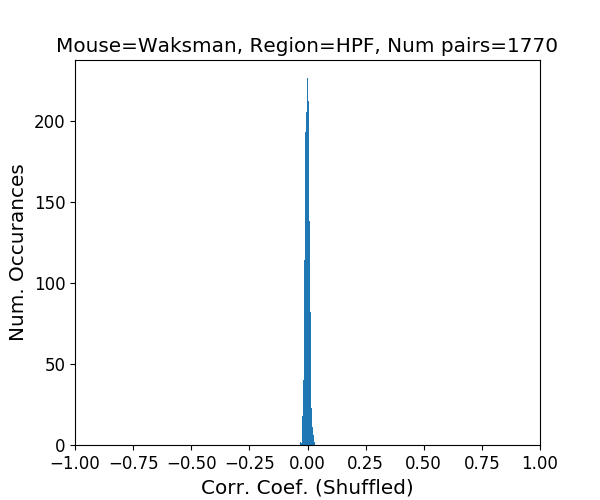 Mouse=Waksman, Region=HPF, Num pairs=1770
Num. Occurances
200
150
100
50
0
−1.00 −0.75 −0.50 −0.25 0.00 0.25 0.50 0.75 1.00
Corr. Coef. (Shuffled)